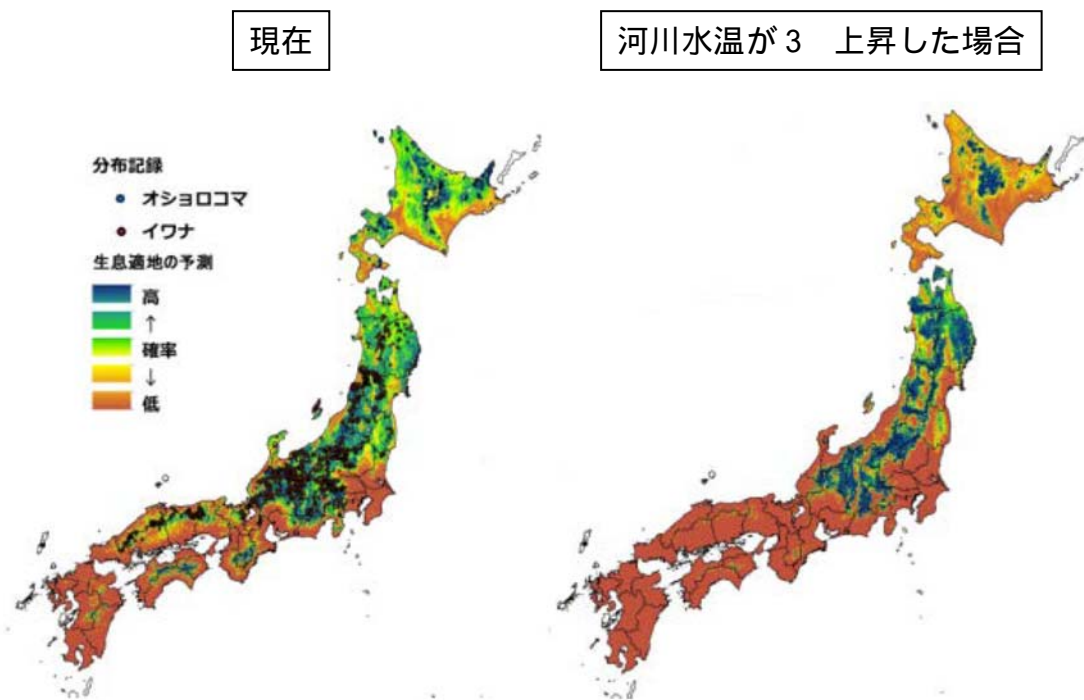 現在
河川水温が3 上昇した場合
分布記録
オショロコマ
イワナ
生息適地の予測
高
↑
確率
↓
低